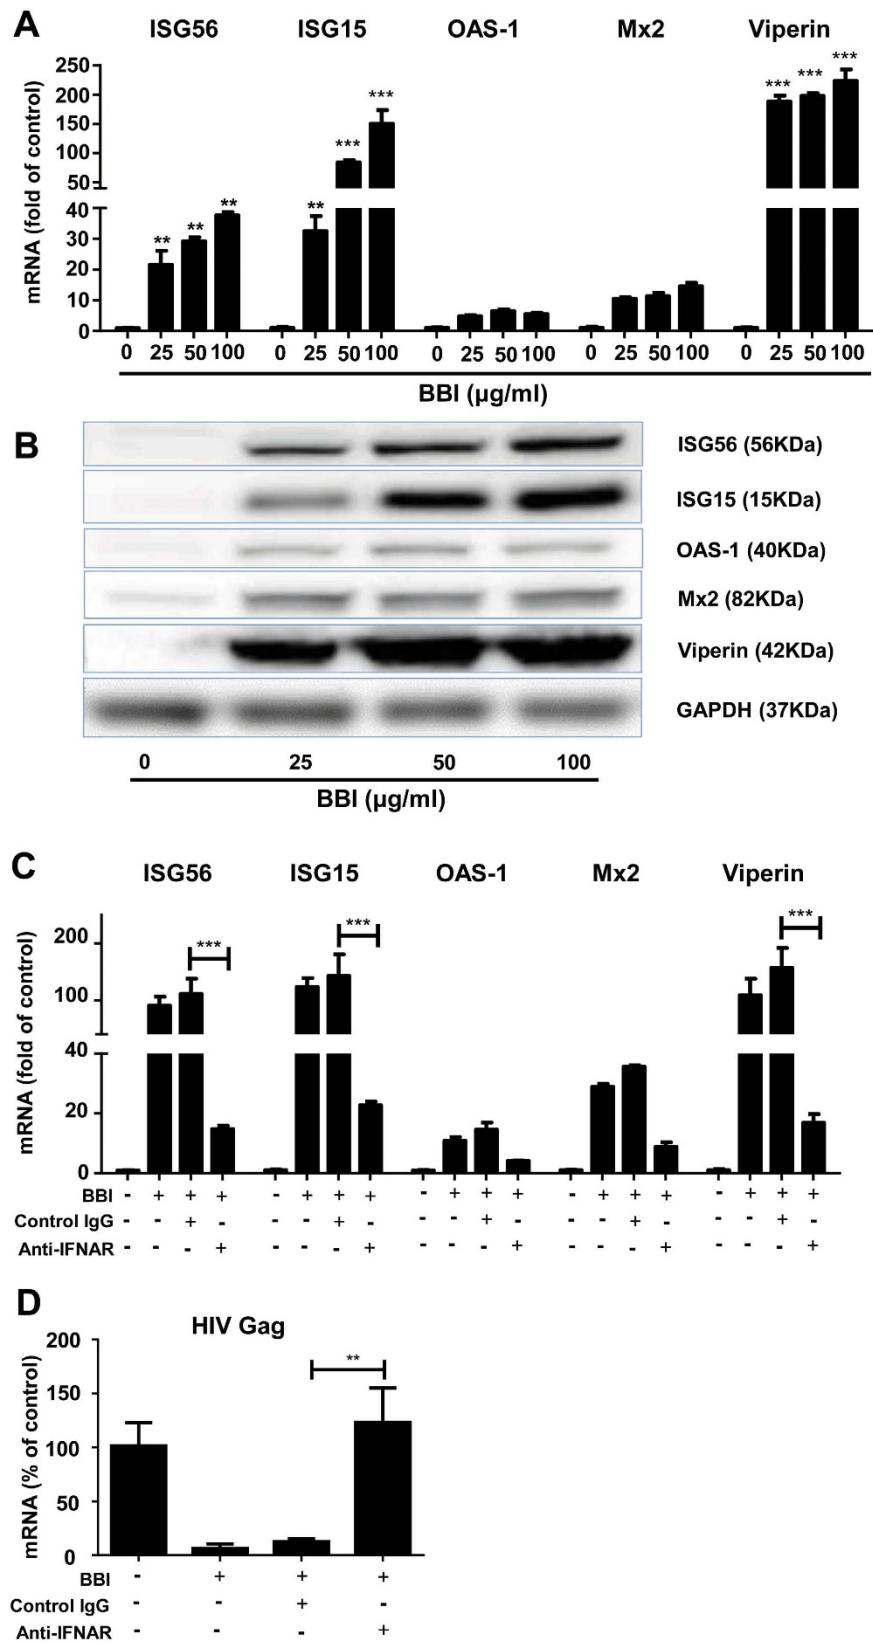 A
ISG56 ISG15 OAS-1 Mx2 Viperin
mRNA (fold of control)
250
200
150
100
50
40
30
20
10
0
** ** ** ** *** *** *** *** ***
0 25 50 100 0 25 50 100 0 25 50 100 0 25 50 100 0 25 50 100
BBI (µg/ml)
B
ISG56 (56KDa)
ISG15 (15KDa)
OAS-1 (40KDa)
Mx2 (82KDa)
Viperin (42KDa)
GAPDH (37KDa)
0 25 50 100
BBI (µg/ml)
C
ISG56 ISG15 OAS-1 Mx2 Viperin
mRNA (fold of control)
200
100
40
20
0
*** *** ***
BBI - + + + - + + + - + + + - + + + - + + +
Control IgG - - + - - - + - - - + - - - + - - - + -
Anti-IFNAR - - - + - - - + - - - + - - - + - - - +
D
HIV Gag
mRNA (% of control)
200
150
100
50
0
**
BBI - + + +
Control IgG - - + -
Anti-IFNAR - - - +